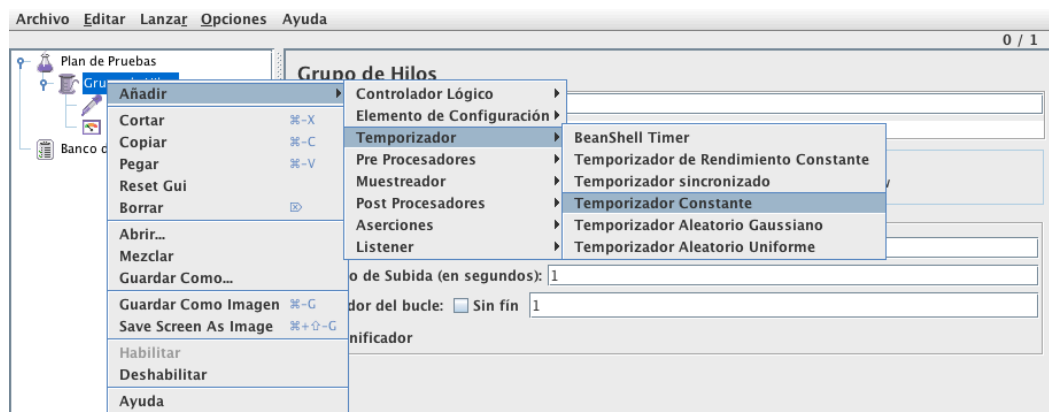 Archivo Editar Lanzar Opciones Ayuda
0 / 1
Plan de Pruebas
Grupo de Hilos
Añadir
Cortar ⌘-X
Copiar ⌘-C
Pegar ⌘-V
Reset Gui
Borrar
Abrir...
Mezclar
Guardar Como...
Guardar Como Imagen ⌘-G
Save Screen As Image ⌘+⇧-G
Habilitar
Deshabilitar
Ayuda
Controlador Lógico
Elemento de Configuración
Temporizador
Pre Procesadores
Muestreador
Post Procesadores
Aserciones
Listener
BeanShell Timer
Temporizador de Rendimiento Constante
Temporizador sincronizado
Temporizador Constante
Temporizador Aleatorio Gaussiano
Temporizador Aleatorio Uniforme
Banco d
o de Subida (en segundos): 1
dor del bucle: Sin fín 1
nificador